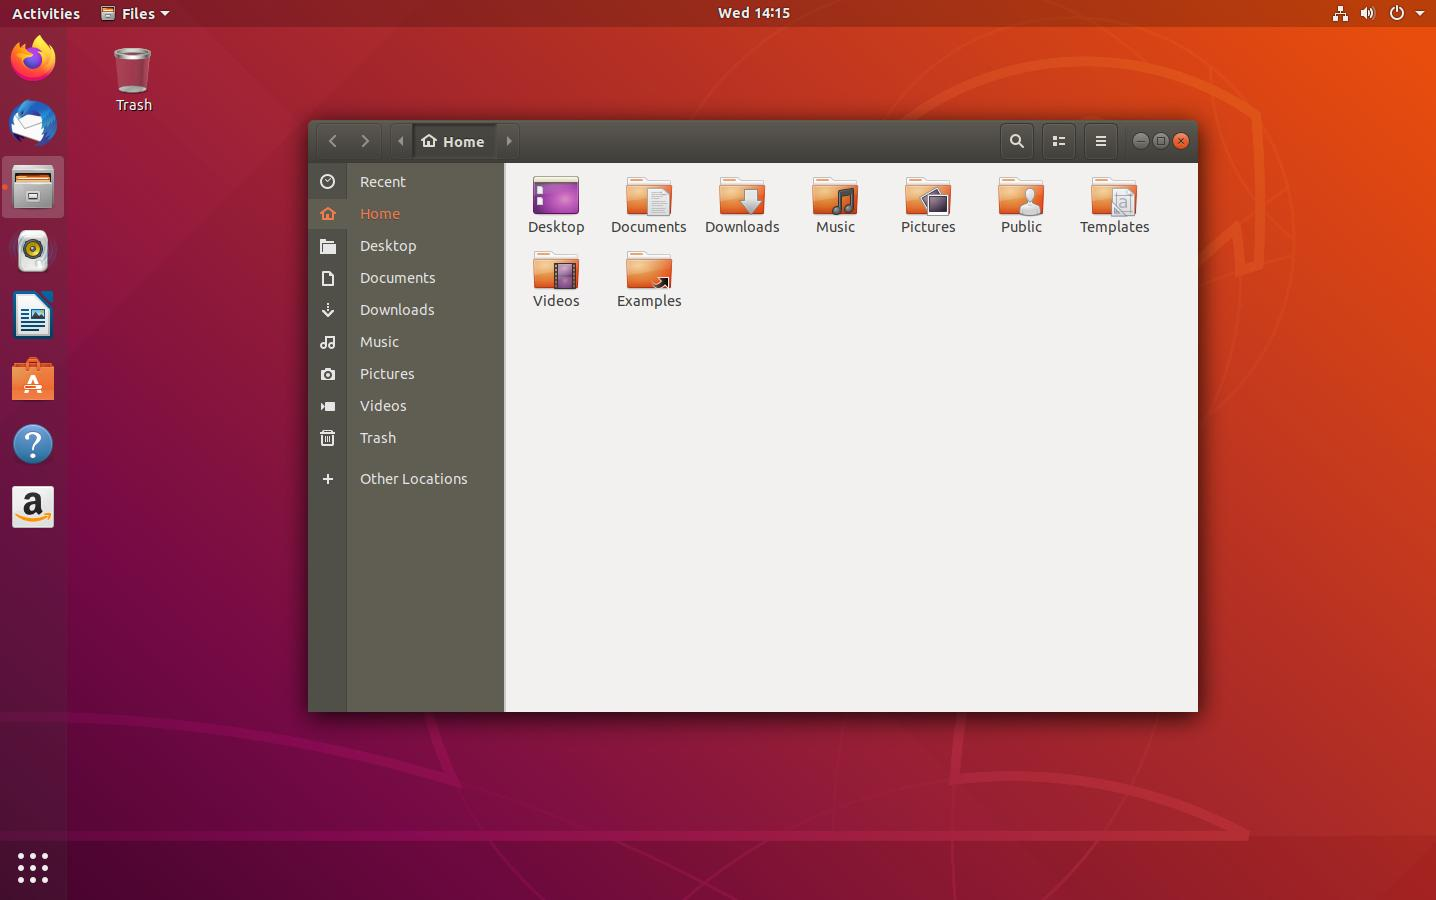 Activities Files Wed 14:15
Trash
Home
Recent
Home
Desktop
Documents
Downloads
Music
Pictures
Videos
Trash
Other Locations
Desktop Documents Downloads Music Pictures Public Templates
Videos Examples